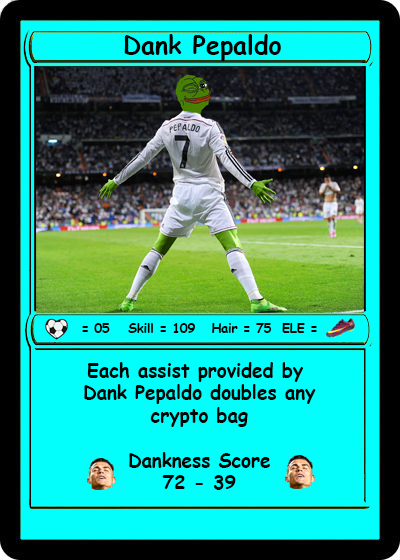 Dank Pepaldo
PEPALDO
7
= 05 Skill = 109 Hair = 75 ELE =
Each assist provided by
Dank Pepaldo doubles any
crypto bag
Dankness Score
72 - 39